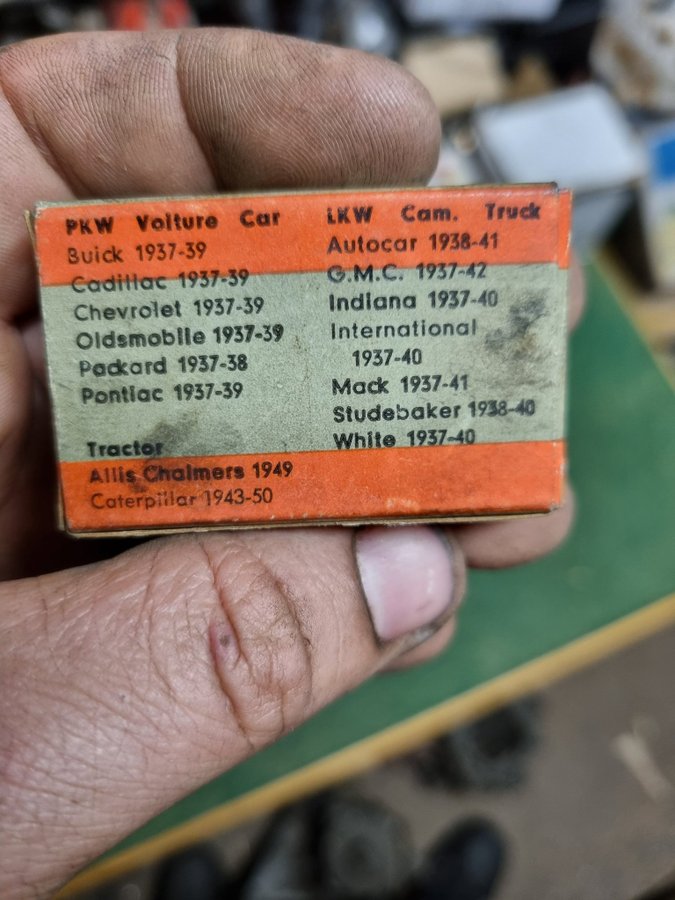 PKW Voiture Car
Buick 1937-39
Cadillac 1937-39
Chevrolet 1937-39
Oldsmobile 1937-39
Packard 1937-38
Pontiac 1937-39
Tractor
Allis Chalmers 1949
Caterpillar 1943-50
LKW Cam. Truck
Autocar 1938-41
G.M.C. 1937-42
Indiana 1937-40
International
1937-40
Mack 1937-41
Studebaker 1938-40
White 1937-40